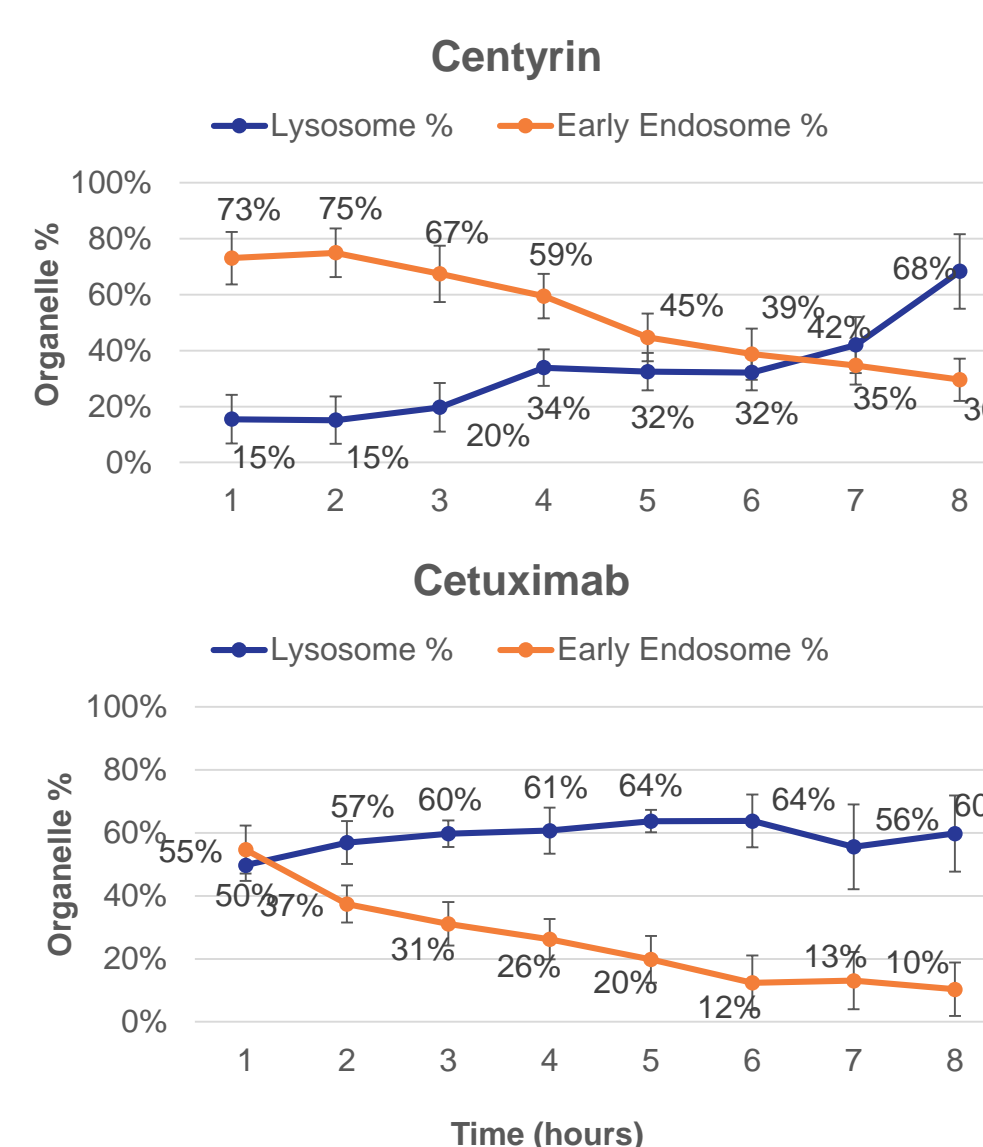 Centyrin
Lysosome % Early Endosome %
Organelle %
100%
80%
60%
40%
20%
0%
73% 75% 67% 59% 45% 39% 42% 68%
15% 15% 20% 34% 32% 32% 35%
1 2 3 4 5 6 7 8
Cetuximab
Lysosome % Early Endosome %
Organelle %
100%
80%
60%
40%
20%
0%
50% 57% 60% 61% 64% 64% 56% 60
55% 37% 31% 26% 20% 12% 13% 10%
1 2 3 4 5 6 7 8
Time (hours)